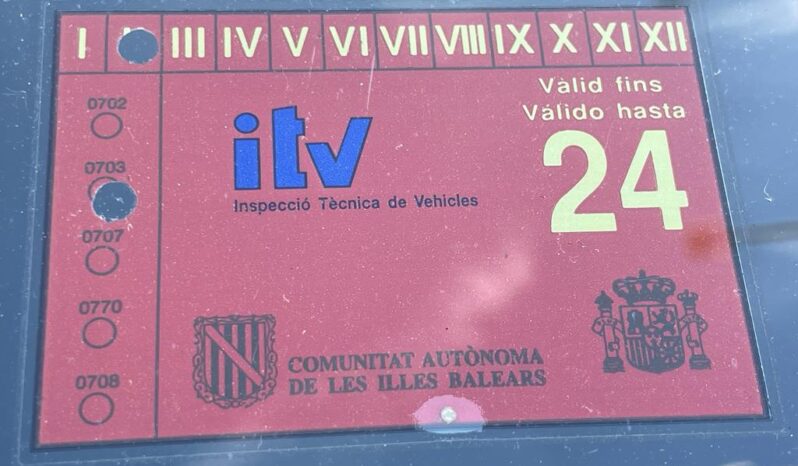 I III IV V VI VII VIII IX X XI XII
Vàlid fins
Válido hasta
24
itv
Inspecció Tècnica de Vehicles
0702
0703
0707
0770
0708
COMUNITAT AUTÒNOMA
DE LES ILLES BALEARS